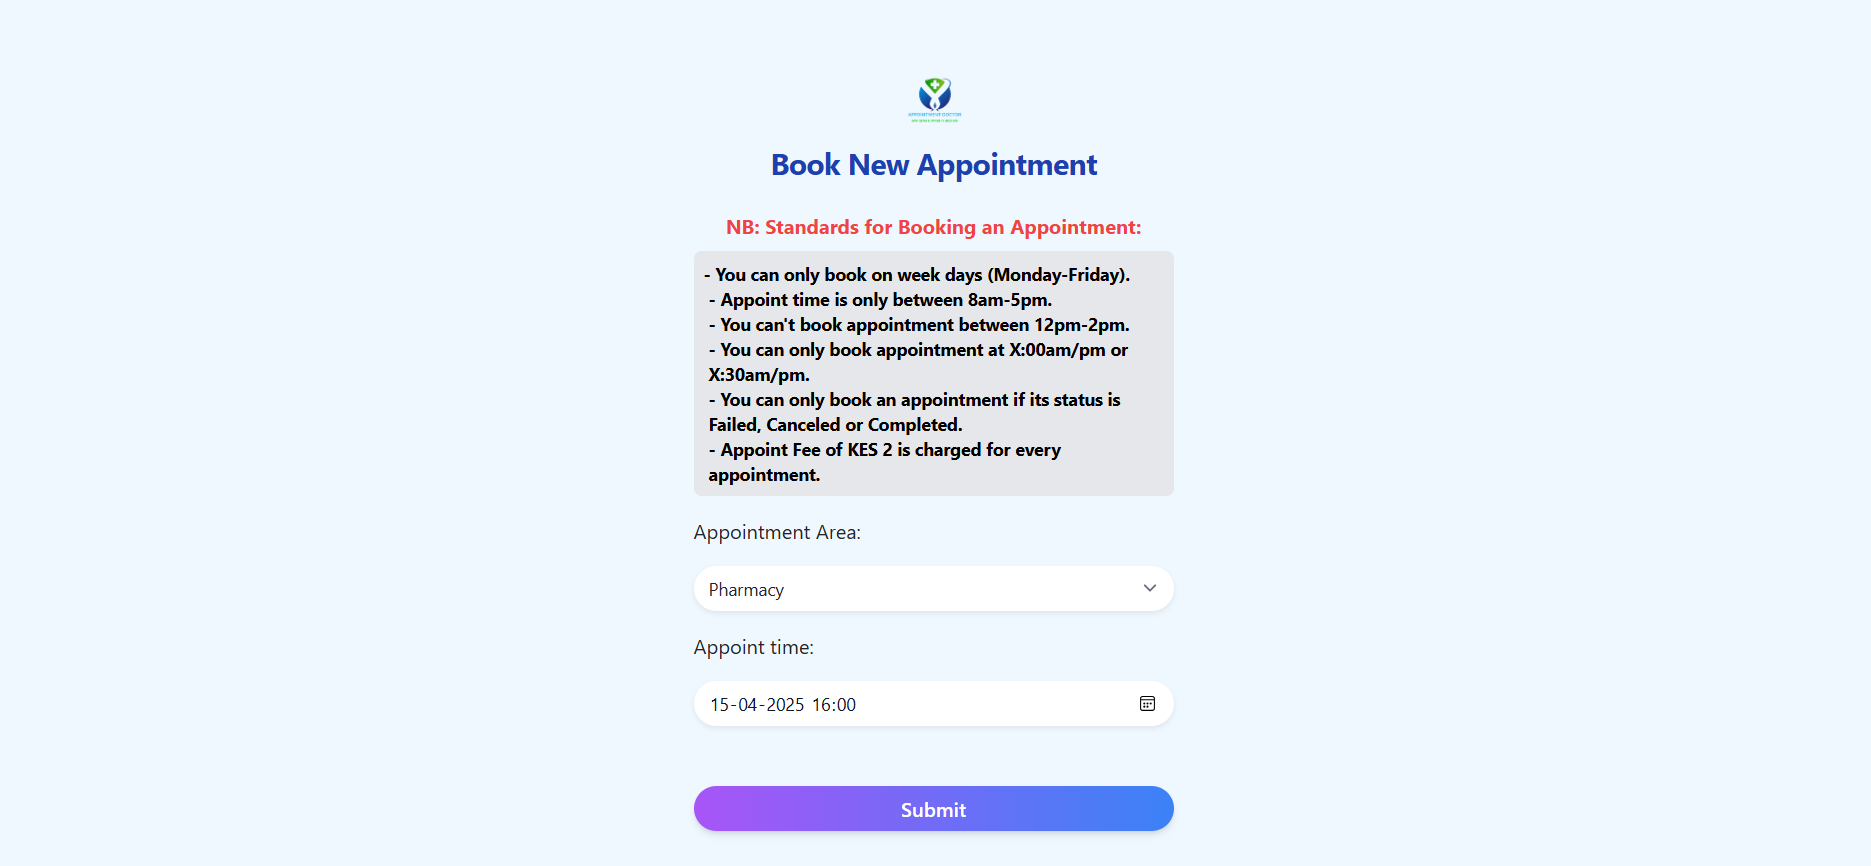 APPOINTMENT DOCTOR
Book New Appointment
NB: Standards for Booking an Appointment:
- You can only book on week days (Monday-Friday).
- Appoint time is only between 8am-5pm.
- You can't book appointment between 12pm-2pm.
- You can only book appointment at X:00am/pm or
X:30am/pm.
- You can only book an appointment if its status is
Failed, Canceled or Completed.
- Appoint Fee of KES 2 is charged for every
appointment.
Appointment Area:
Pharmacy
Appoint time:
15-04-2025 16:00
Submit